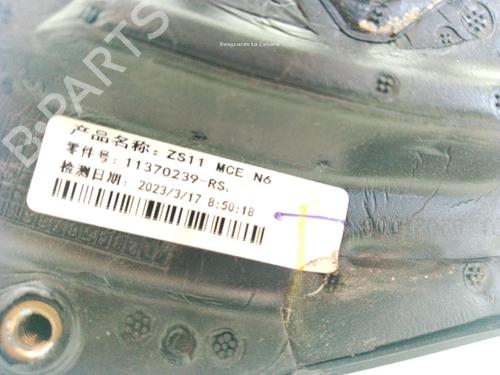 Desguaces La Cabaña
B-PARTS
产品名称: ZS11 MCE N6
零件号: 11370239-RS.
检测日期: 2023/3/17 8:50:18